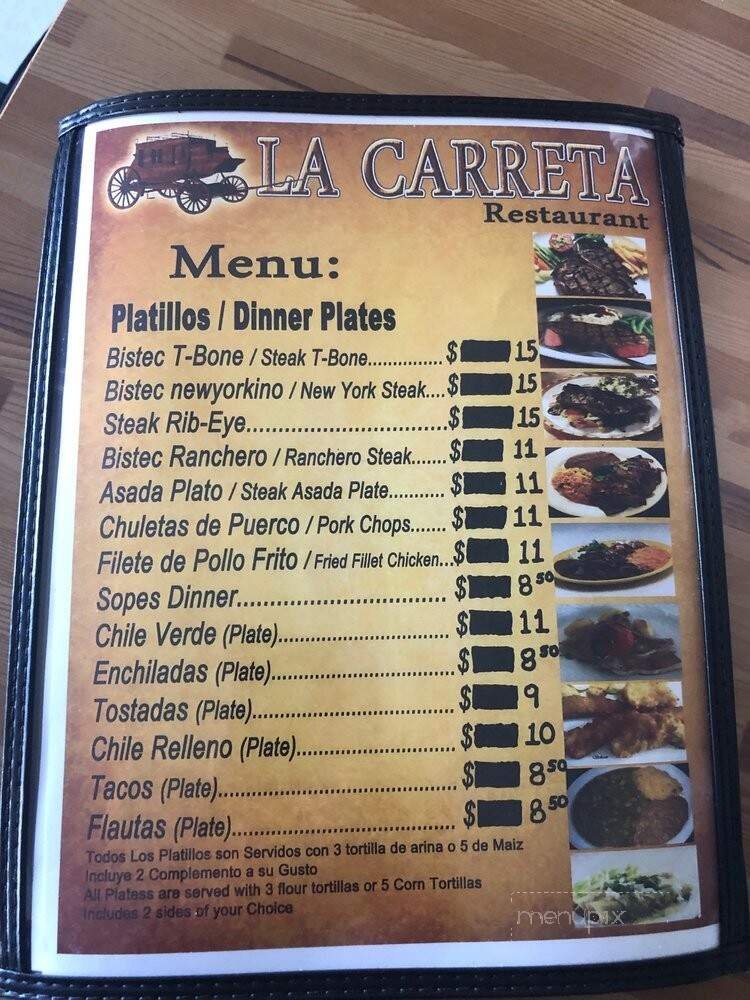 LA CARRETA
Restaurant
Menu:
Platillos / Dinner Plates
Bistec T-Bone / Steak T-Bone............... $ 15
Bistec newyorkino / New York Steak....$ 15
Steak Rib-Eye..................................$ 15
Bistec Ranchero / Ranchero Steak.......$ 11
Asada Plato / Steak Asada Plate........... $ 11
Chuletas de Puerco / Pork Chops....... $ 11
Filete de Pollo Frito / Fried Fillet Chicken...$ 11
Sopes Dinner................................... $ 8 50
Chile Verde (Plate)............................. $ 11
Enchiladas (Plate)............................... $ 8 50
Tostadas (Plate).................................. $ 9
Chile Relleno (Plate)........................... $ 10
Tacos (Plate)....................................... $ 8 50
Flautas (Plate)..................................... $ 8 50
Todos Los Platillos son Servidos con 3 tortilla de arina o 5 de Maiz
Incluye 2 Complemento a su Gusto
All Platess are served with 3 flour tortillas or 5 Corn Tortillas
Includes 2 sides of your Choice
menupix